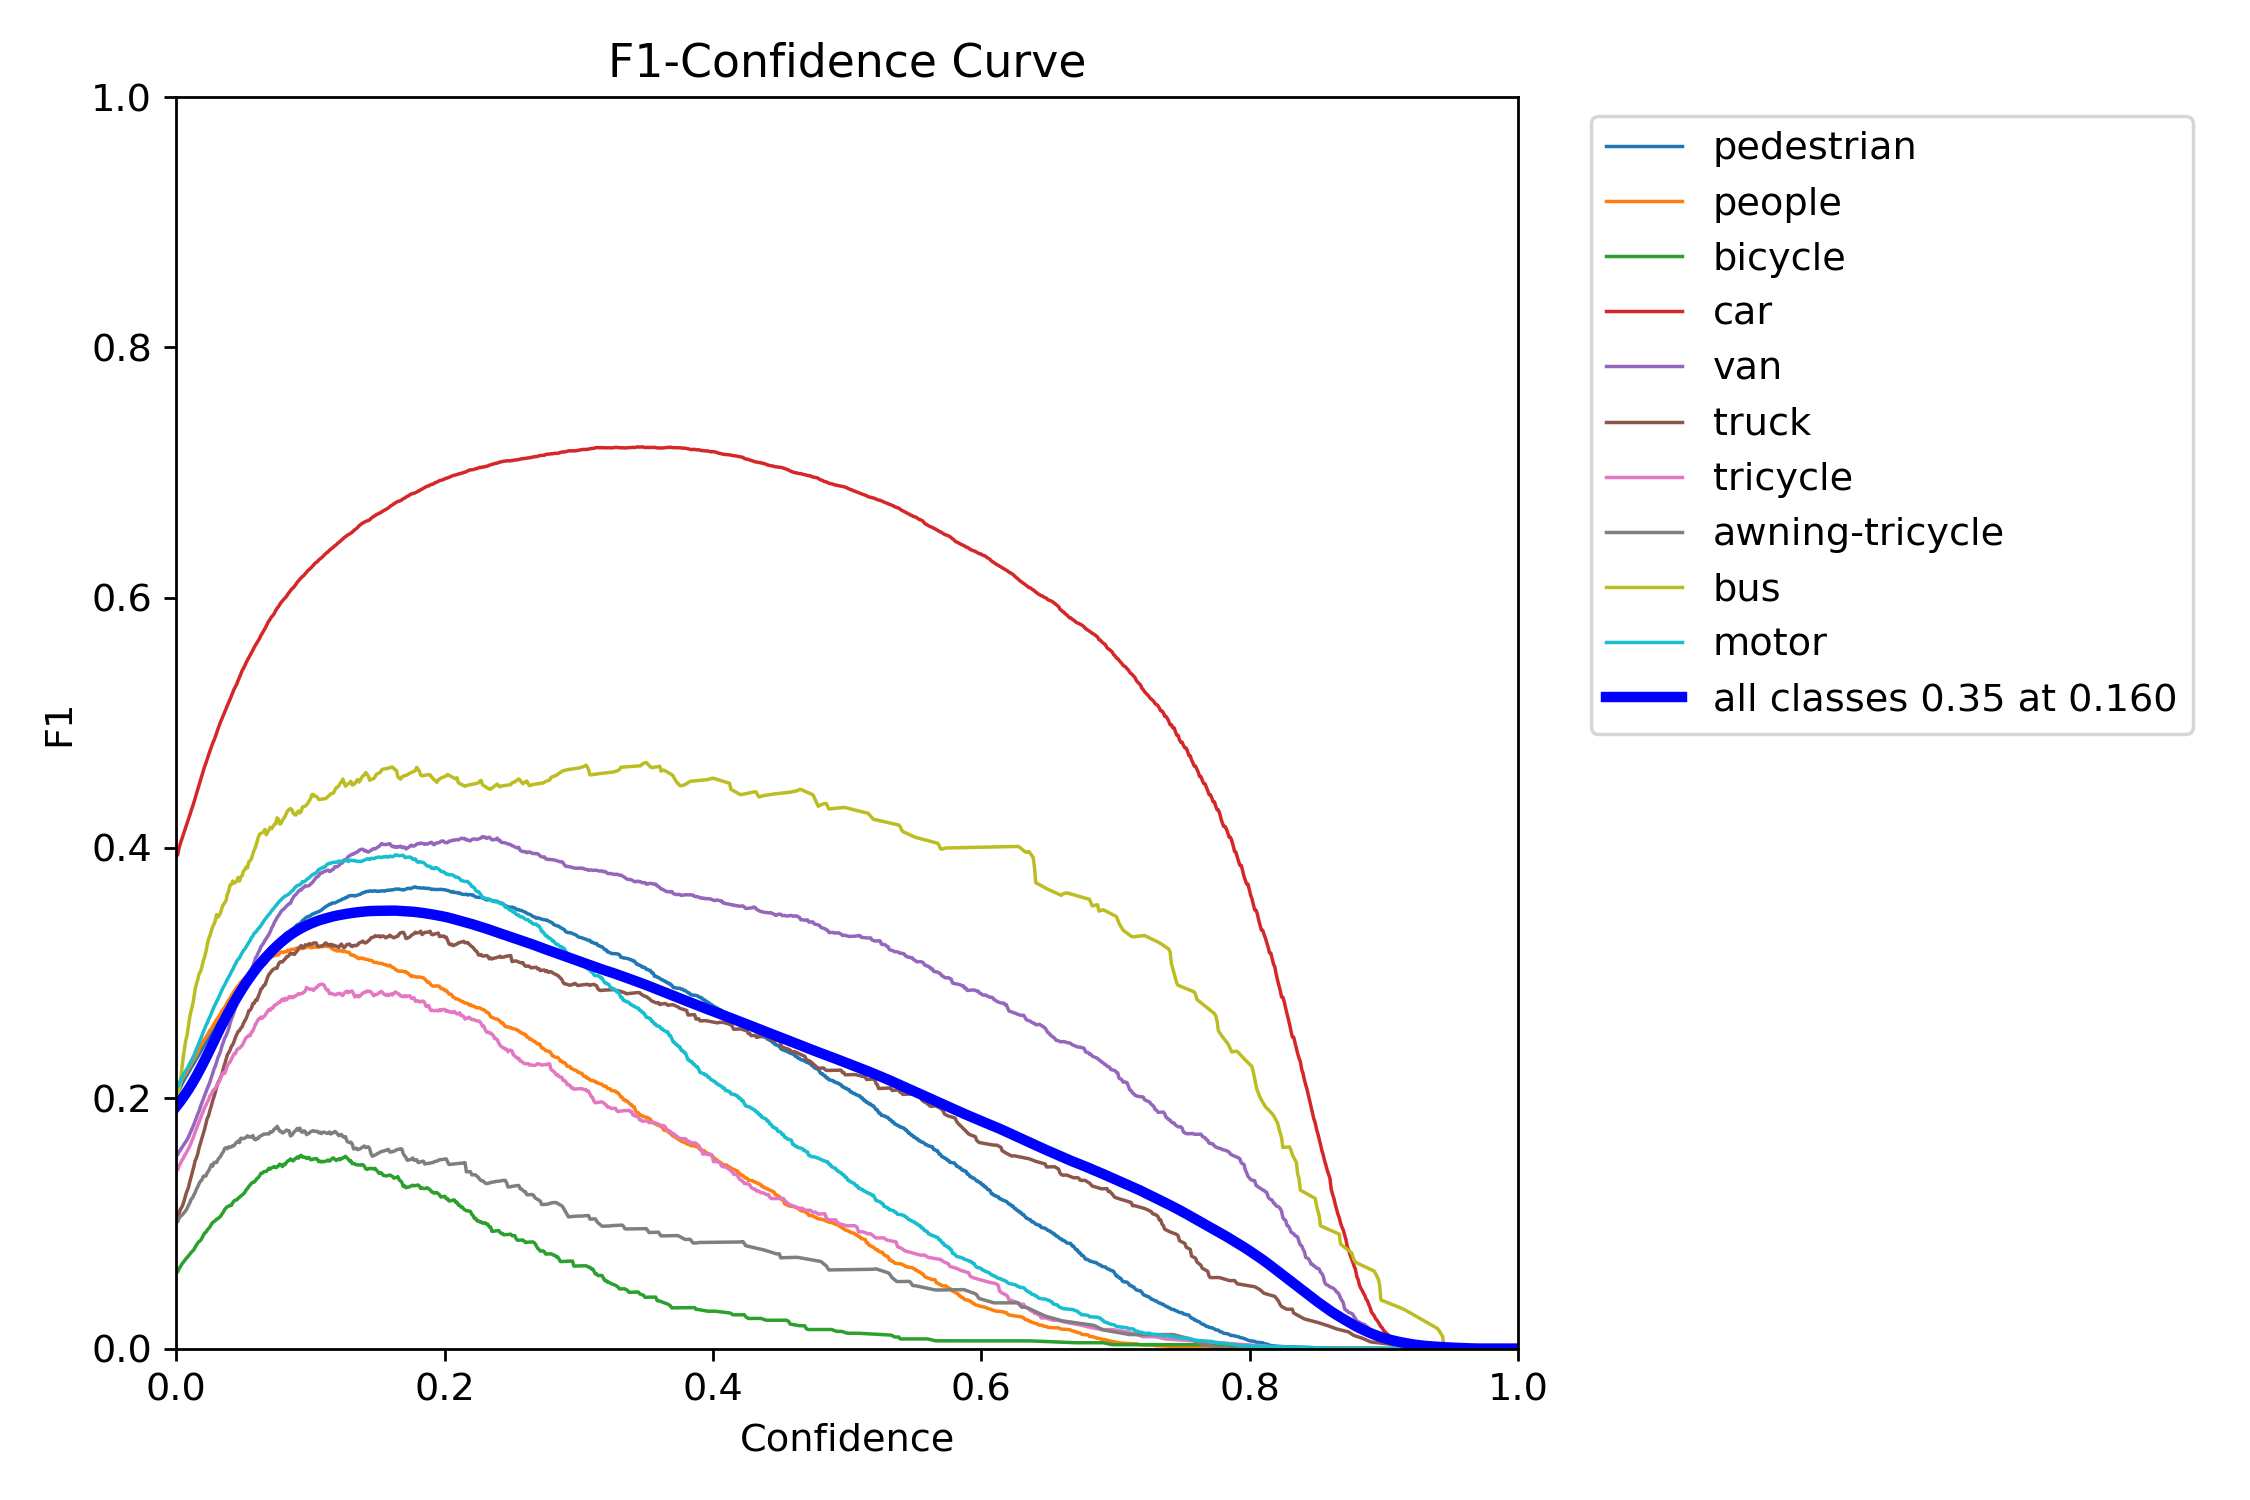 F1-Confidence Curve
1.0
0.8
0.6
0.4
0.2
0.0
F1
0.0 0.2 0.4 0.6 0.8 1.0
Confidence
pedestrian
people
bicycle
car
van
truck
tricycle
awning-tricycle
bus
motor
all classes 0.35 at 0.160